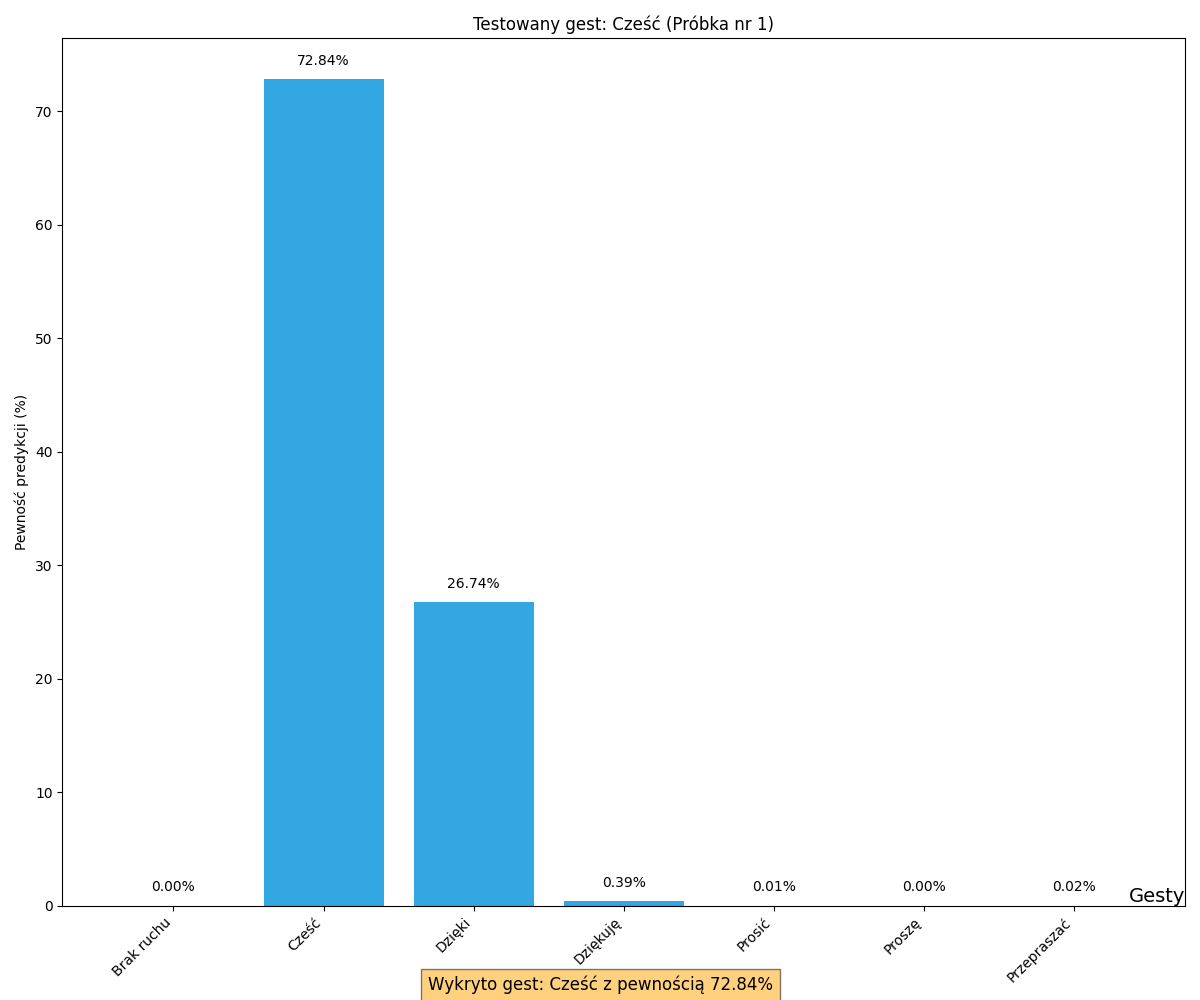 Testowany gest: Cześć (Próbka nr 1)
Pewność predykcji (%)
70
60
50
40
30
20
10
0
72.84%
26.74%
0.00%
0.39%
0.01%
0.00%
0.02%
Gesty
Brak ruchu
Cześć
Dzięki
Dziękuję
Prosić
Proszę
Przepraszać
Wykryto gest: Cześć z pewnością 72.84%